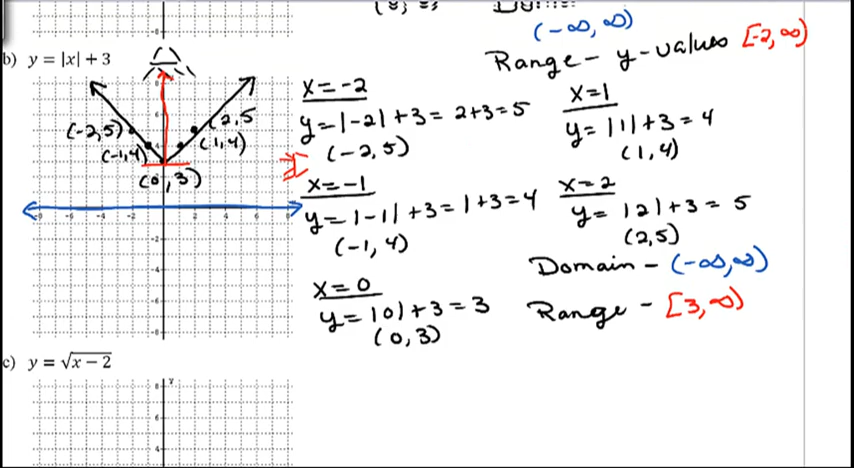 (-∞, ∞)
Range - y-values [-2, ∞)
b) y = |x| + 3
(-2,5)
(-1,4)
(0, 3)
(2,5
(1,4)
x = -2
y = |-2| + 3 = 2+3 = 5
(-2, 5)
x = -1
y = |-1| + 3 = 1+3 = 4
(-1, 4)
x = 0
y = |0| + 3 = 3
(0, 3)
x = 1
y = |1| + 3 = 4
(1, 4)
x = 2
y = |2| + 3 = 5
(2,5)
Domain - (-∞, ∞)
Range - [3, ∞)
c) y = √x − 2